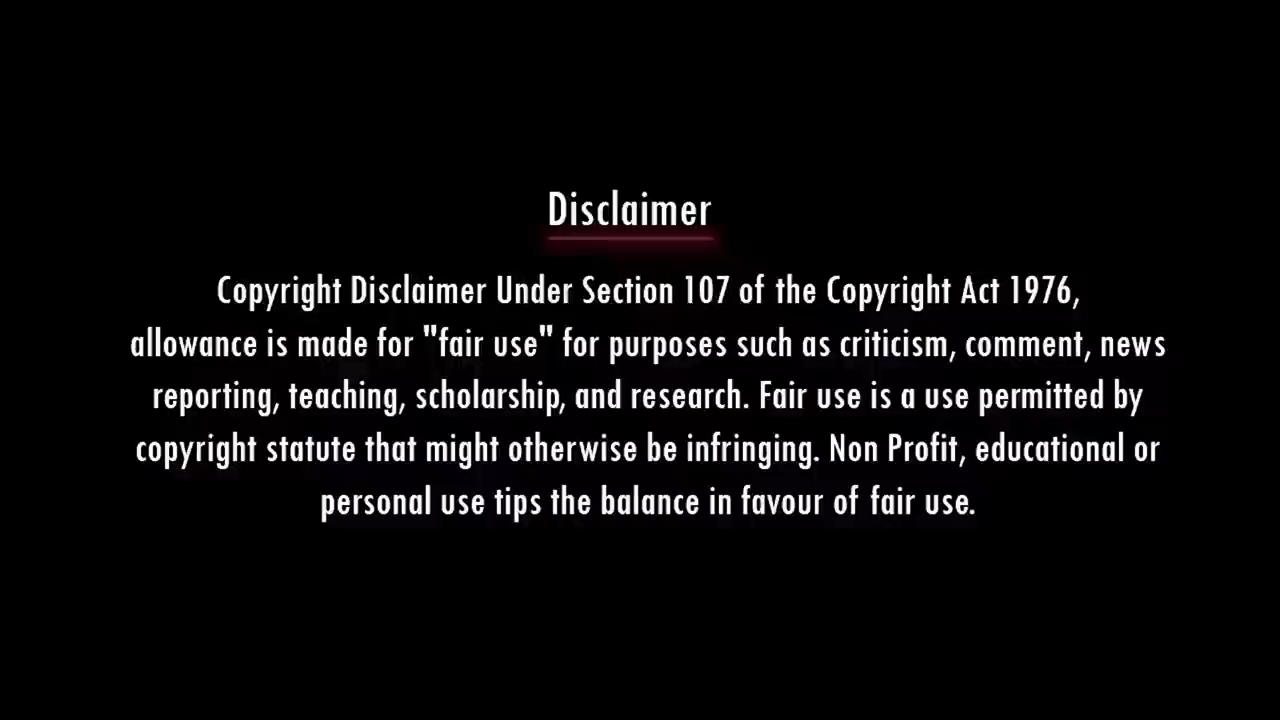 Disclaimer
Copyright Disclaimer Under Section 107 of the Copyright Act 1976,
allowance is made for "fair use" for purposes such as criticism, comment, news
reporting, teaching, scholarship, and research. Fair use is a use permitted by
copyright statute that might otherwise be infringing. Non Profit, educational or
personal use tips the balance in favour of fair use.